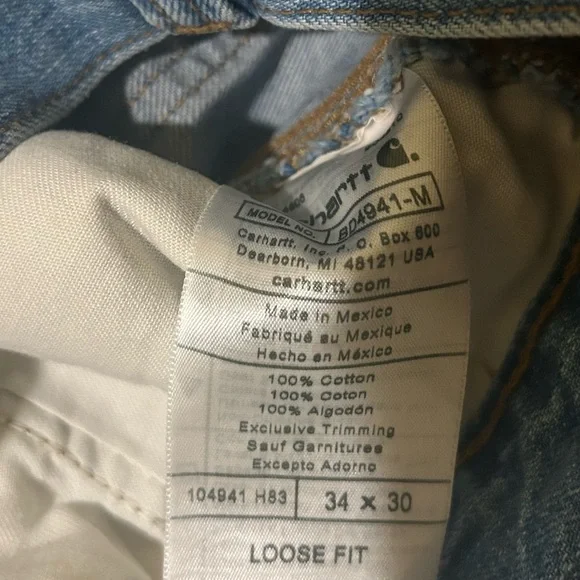 MODEL NO. BD4941-M
Carhartt, Inc. P.O. Box 600
Dearborn, MI 48121 USA
carhartt.com
Made in Mexico
Fabriqué au Mexique
Hecho en México
100% Cotton
100% Coton
100% Algodón
Exclusive Trimming
Sauf Garnitures
Excepto Adorno
104941 H83 34 x 30
LOOSE FIT